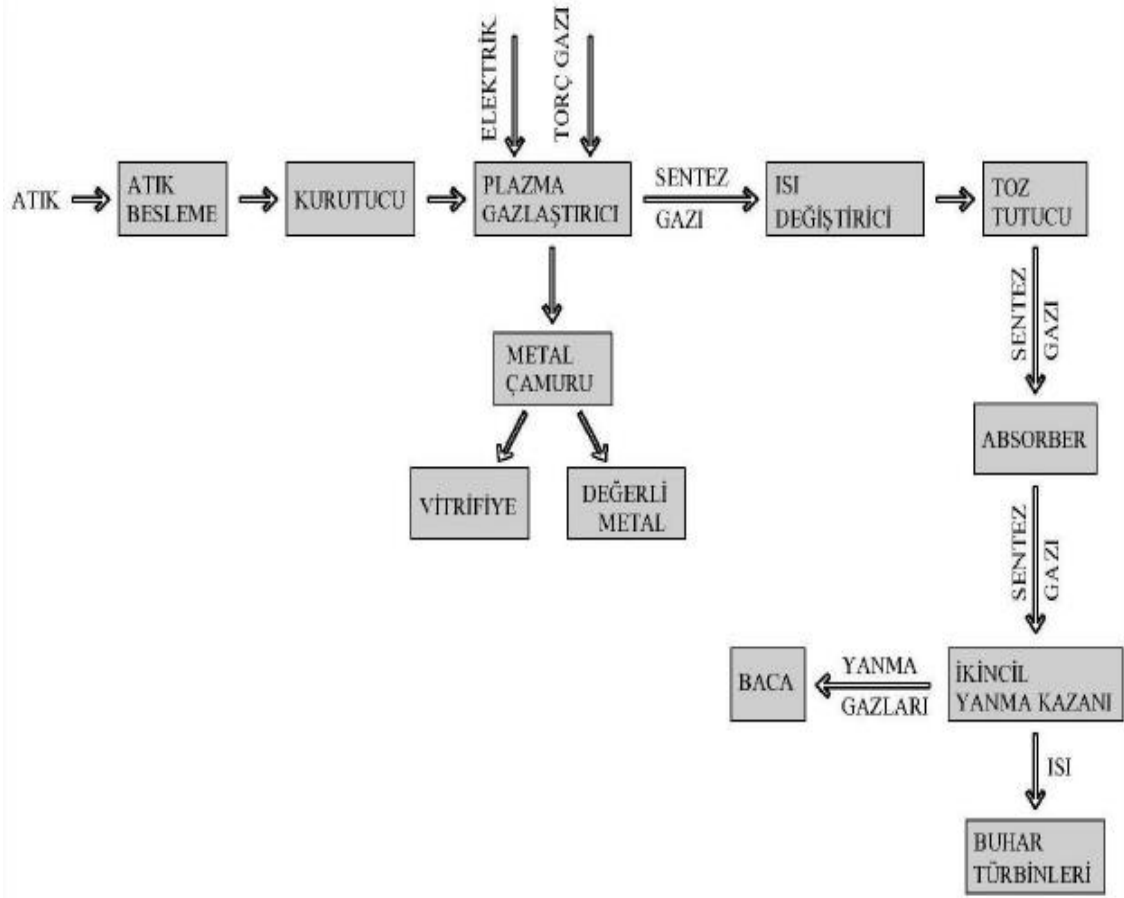 ELEKTRİK
TORÇ GAZI
ATIK
ATIK
BESLEME
KURUTUCU
PLAZMA
GAZLAŞTIRICI
SENTEZ
GAZI
ISI
DEĞİŞTİRİCİ
TOZ
TUTUCU
SENTEZ
GAZI
METAL
ÇAMURU
ABSORBER
VİTRİFİYE
DEĞERLİ
METAL
SENTEZ
GAZI
BACA
YANMA
GAZLARI
İKİNCİL
YANMA KAZANI
ISI
BUHAR
TÜRBİNLERİ